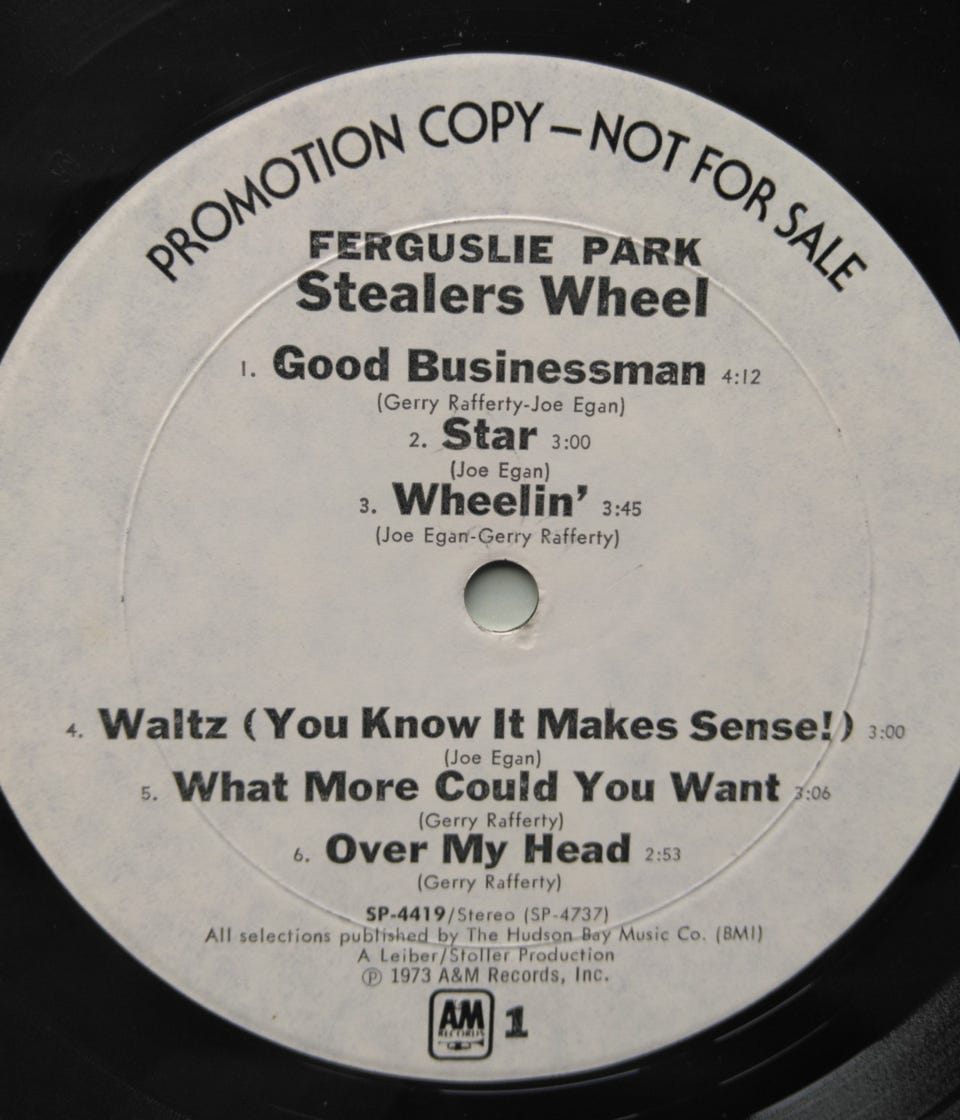 PROMOTION COPY — NOT FOR SALE
FERGUSLIE PARK
Stealers Wheel
1. Good Businessman 4:12
(Gerry Rafferty-Joe Egan)
2. Star 3:00
(Joe Egan)
3. Wheelin' 3:45
(Joe Egan-Gerry Rafferty)
4. Waltz (You Know It Makes Sense!) 3:00
(Joe Egan)
5. What More Could You Want 3:06
(Gerry Rafferty)
6. Over My Head 2:53
(Gerry Rafferty)
SP-4419/Stereo (SP-4737)
All selections published by The Hudson Bay Music Co. (BMI)
A Leiber/Stoller Production
℗ 1973 A&M Records, Inc.
AM RECORDS 1